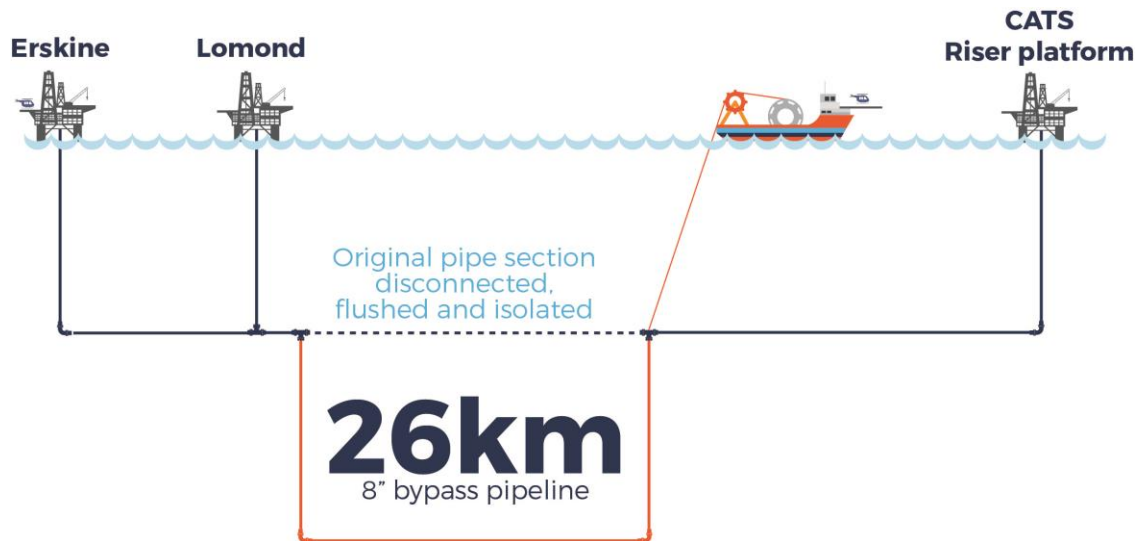 Erskine
Lomond
CATS
Riser platform
Original pipe section
disconnected,
flushed and isolated
26km
8” bypass pipeline